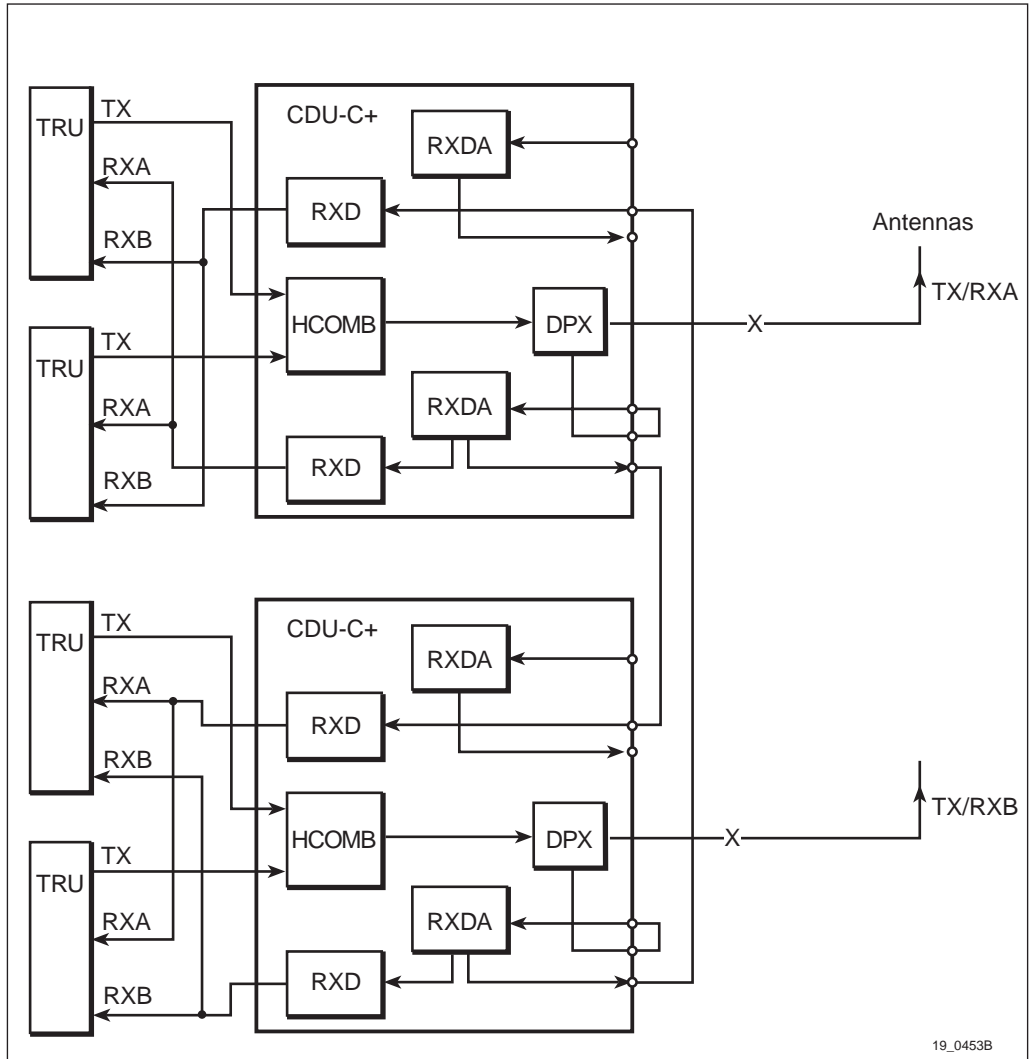 TRU
TX
RXA
RXB
CDU-C+
RXDA
RXD
HCOMB
DPX
X
RXDA
RXD
TRU
TX
RXA
RXB
Antennas
TX/RXA
TRU
TX
RXA
RXB
CDU-C+
RXDA
RXD
HCOMB
DPX
X
RXDA
RXD
TRU
TX
RXA
RXB
TX/RXB
19_0453B